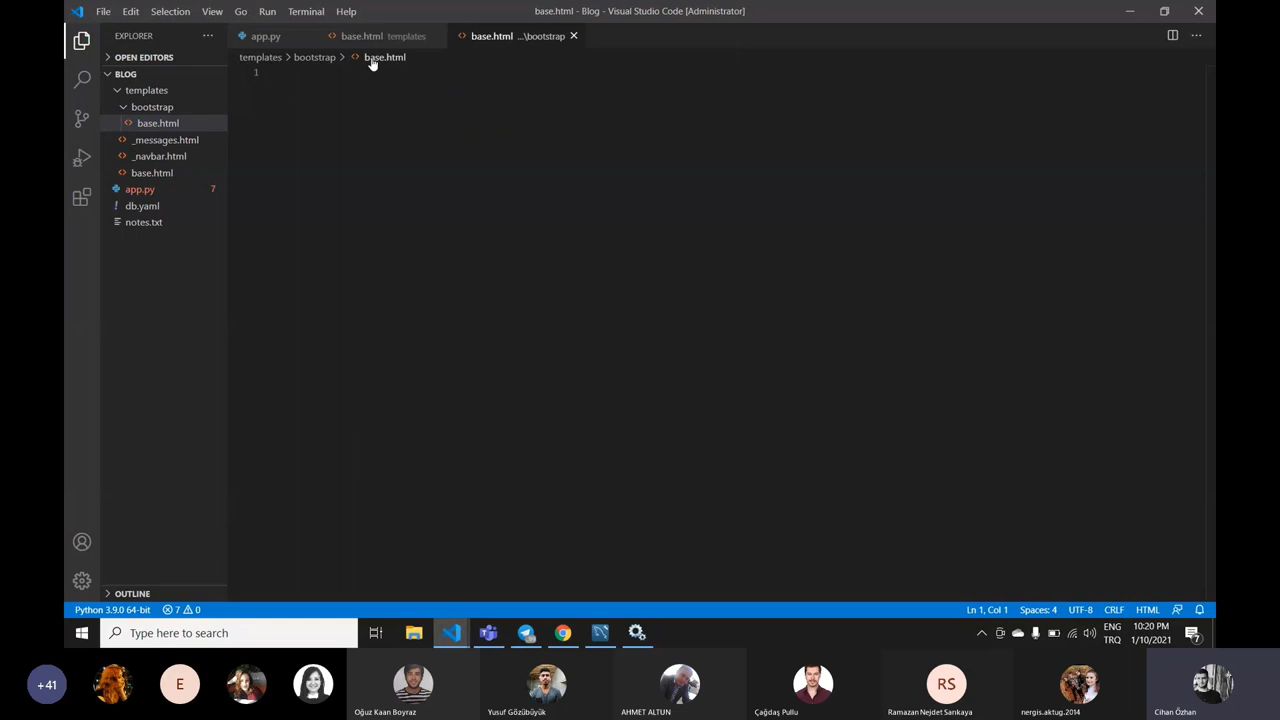 File Edit Selection View Go Run Terminal Help
base.html - Blog - Visual Studio Code [Administrator]
EXPLORER
app.py
base.html templates
base.html ...\bootstrap
OPEN EDITORS
templates > bootstrap > base.html
BLOG
1
templates
bootstrap
base.html
_messages.html
_navbar.html
base.html
app.py 7
db.yaml
notes.txt
OUTLINE
Python 3.9.0 64-bit 7 0
Ln 1, Col 1 Spaces: 4 UTF-8 CRLF HTML
Type here to search
ENG
TRQ
10:20 PM
1/10/2021
7
+41
E
RS
Oğuz Kaan Boyraz
Yusuf Gözübüyük
AHMET ALTUN
Çağdaş Pullu
Ramazan Nejdet Sarıkaya
nergis.aktug.2014
Cihan Özhan